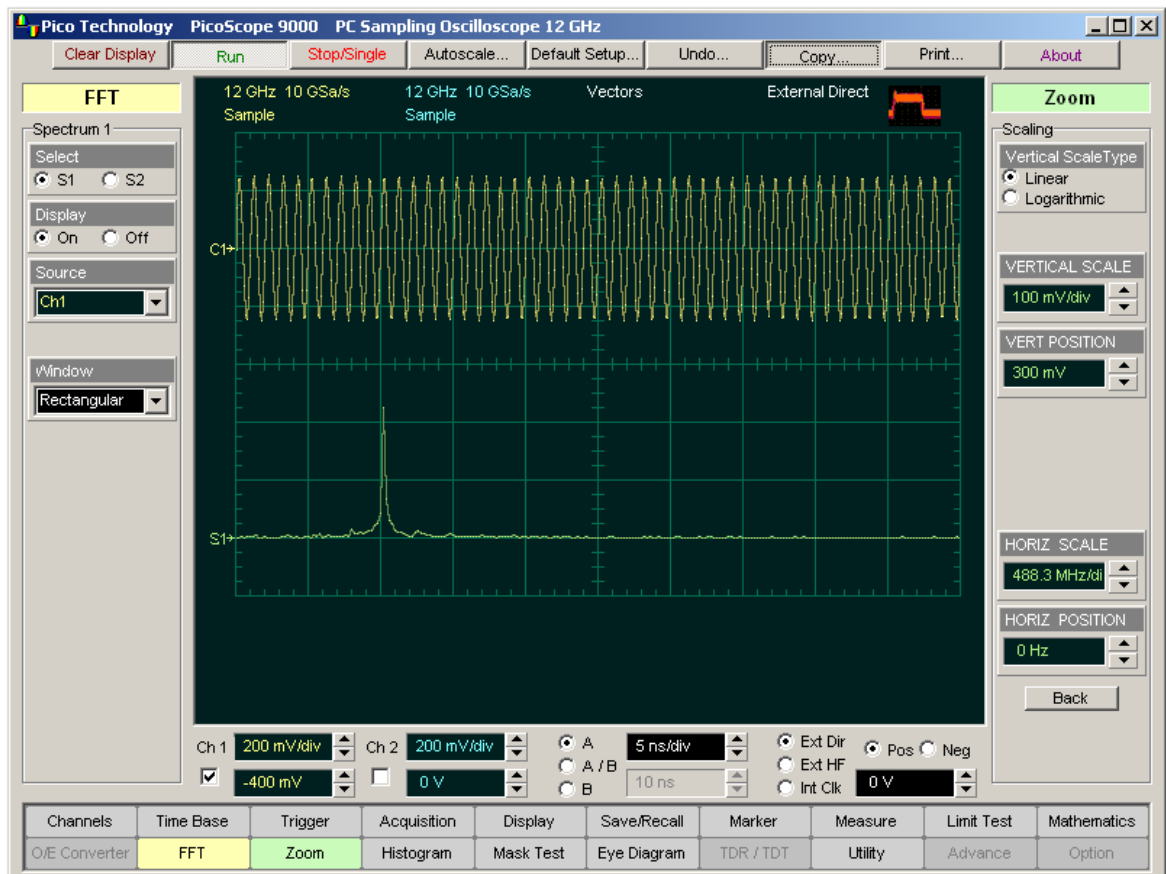 Pico Technology PicoScope 9000 PC Sampling Oscilloscope 12 GHz
Clear Display Run Stop/Single Autoscale... Default Setup... Undo... Copy... Print... About
FFT
Spectrum 1
Select
S1 S2
Display
On Off
Source
Ch1
Window
Rectangular
12 GHz 10 GSa/s 12 GHz 10 GSa/s Vectors External Direct
Sample Sample
C1
S1
Zoom
Scaling
Vertical ScaleType
Linear
Logarithmic
VERTICAL SCALE
100 mV/div
VERT POSITION
300 mV
HORIZ SCALE
488.3 MHz/di
HORIZ POSITION
0 Hz
Back
Ch 1 200 mV/div Ch 2 200 mV/div A 5 ns/div Ext Dir Pos Neg
A / B Ext HF
-400 mV 0 V B 10 ns Int Clk 0 V
Channels Time Base Trigger Acquisition Display Save/Recall Marker Measure Limit Test Mathematics
O/E Converter FFT Zoom Histogram Mask Test Eye Diagram TDR / TDT Utility Advance Option